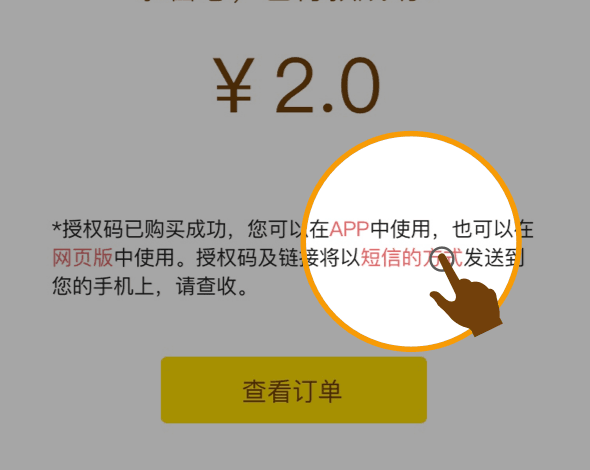 ¥2.0
*授权码已购买成功，您可以在APP中使用，也可以在
网页版中使用。授权码及链接将以短信的方式发送到
您的手机上，请查收。
查看订单